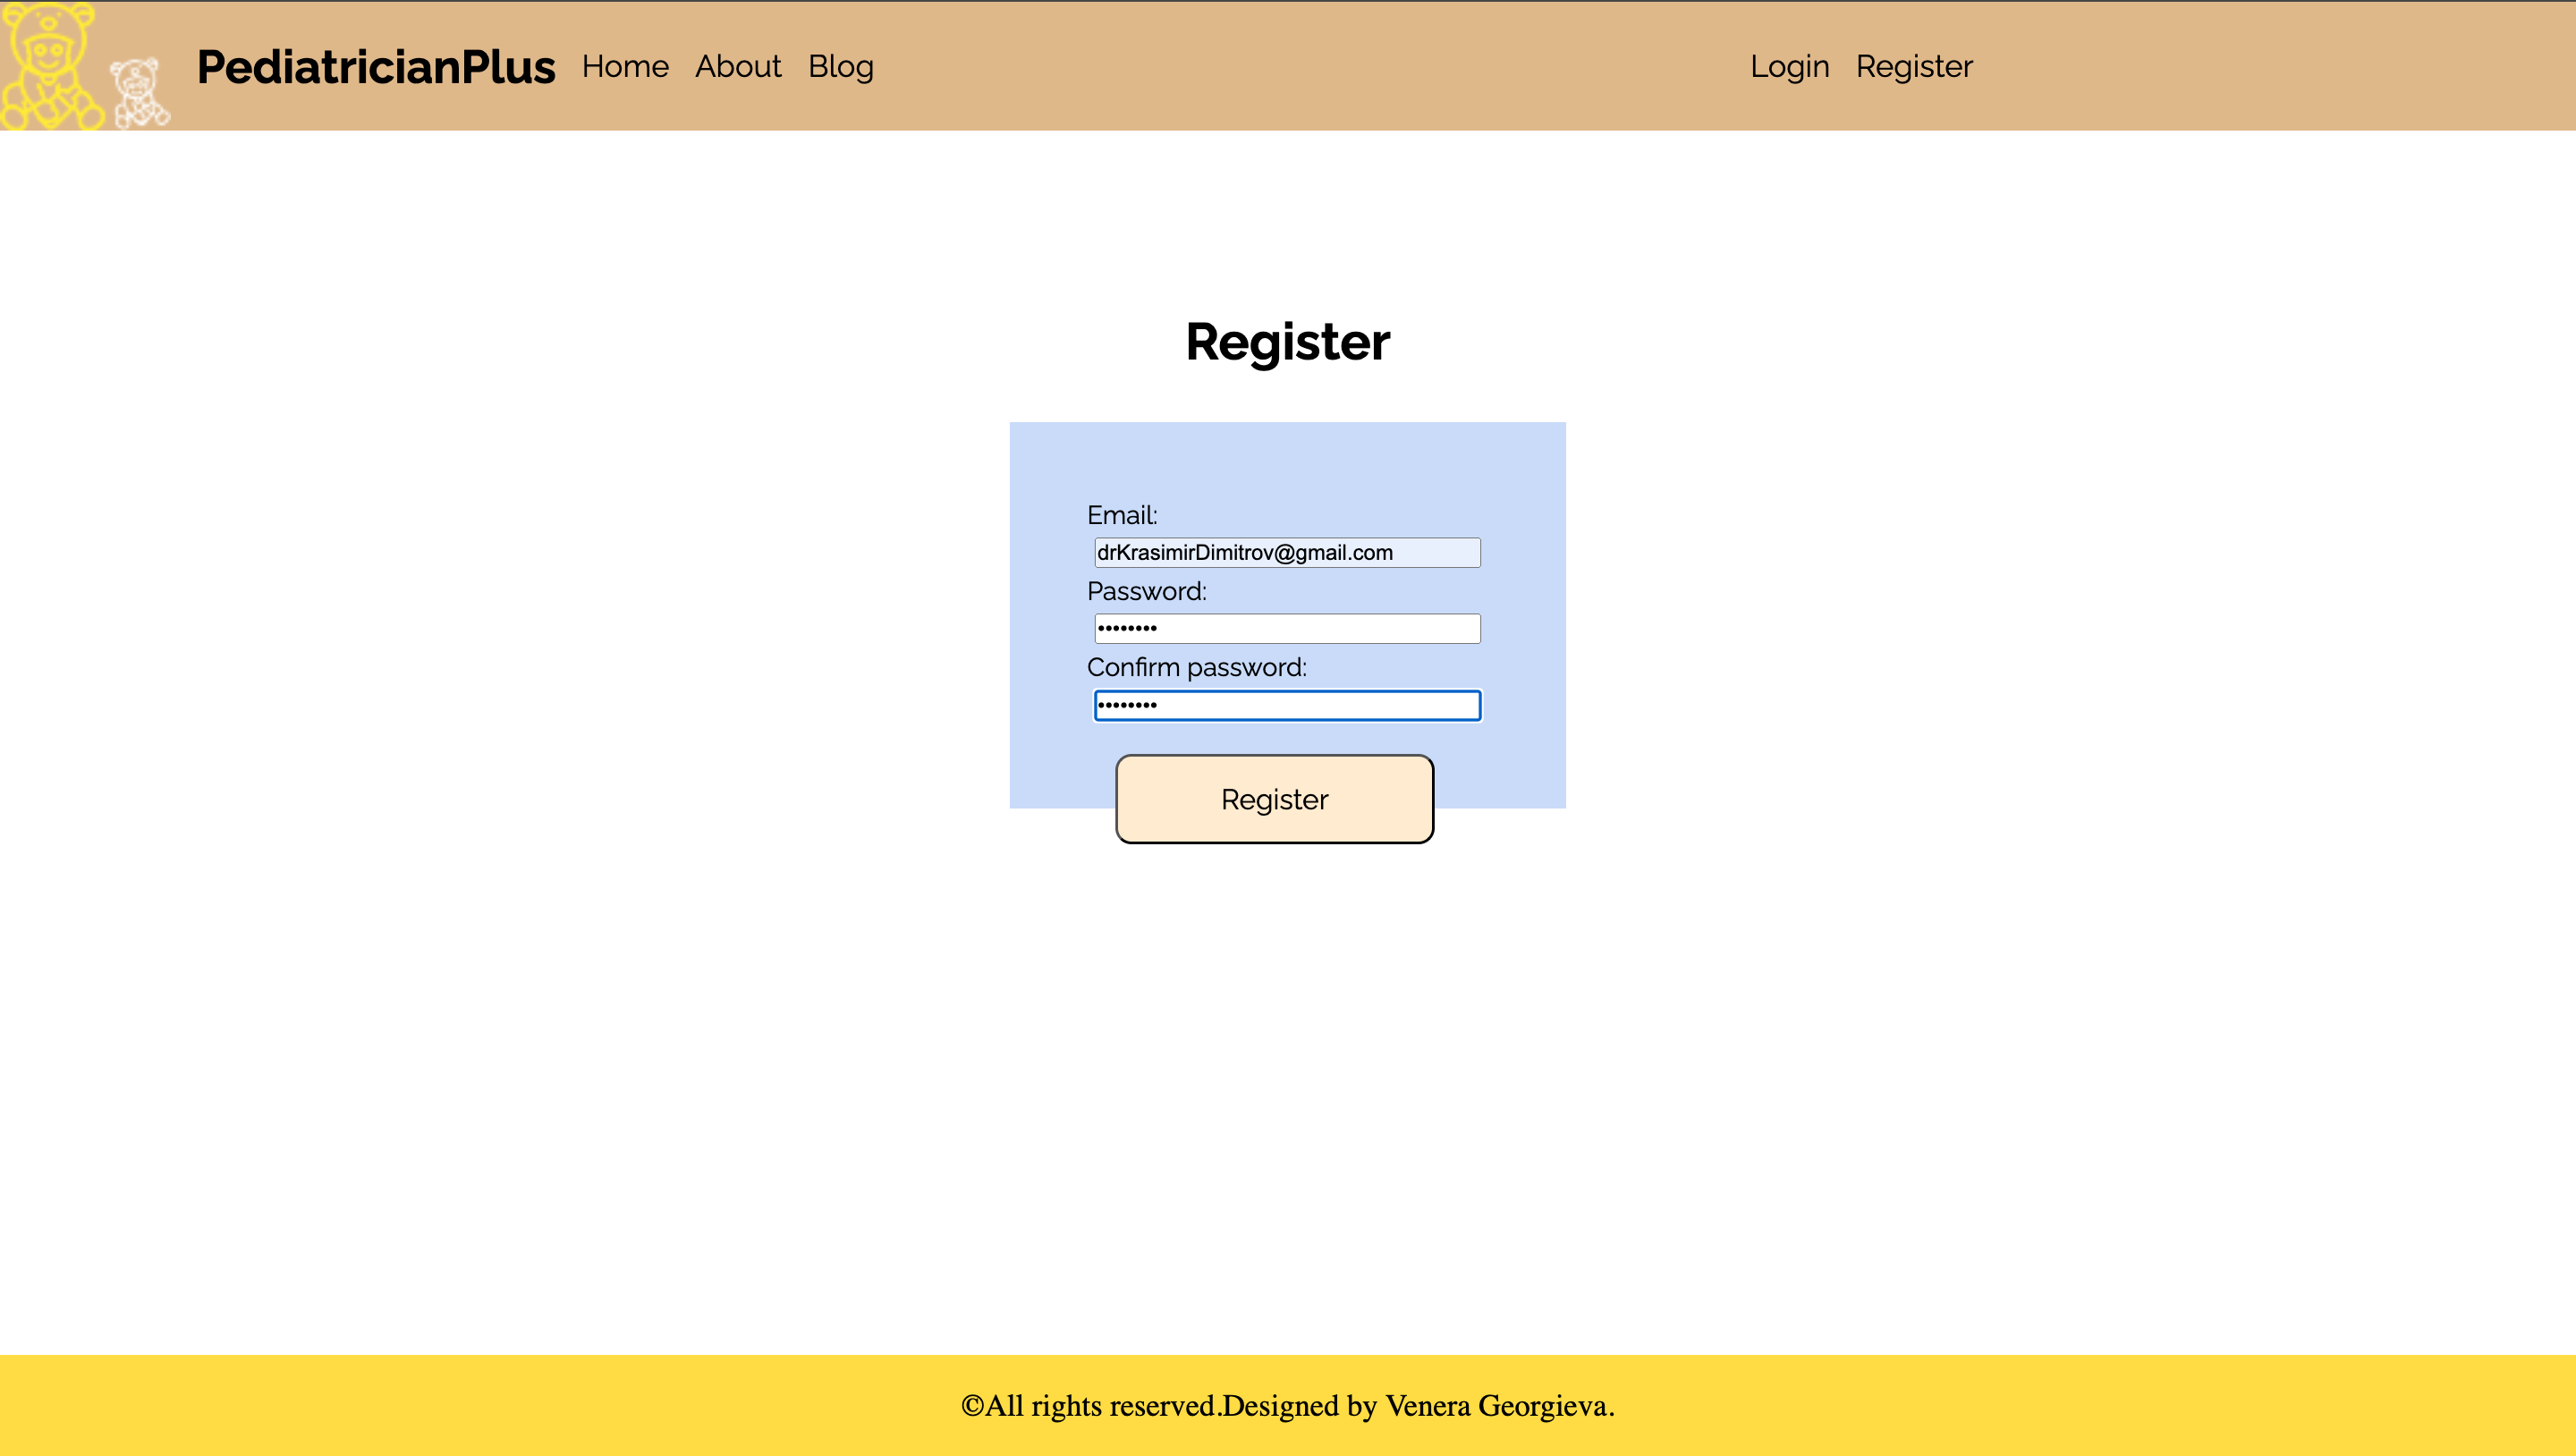 PediatricianPlus Home About Blog Login Register
Register
Email:
drKrasimirDimitrov@gmail.com
Password:
••••••••
Confirm password:
••••••••
Register
©All rights reserved.Designed by Venera Georgieva.